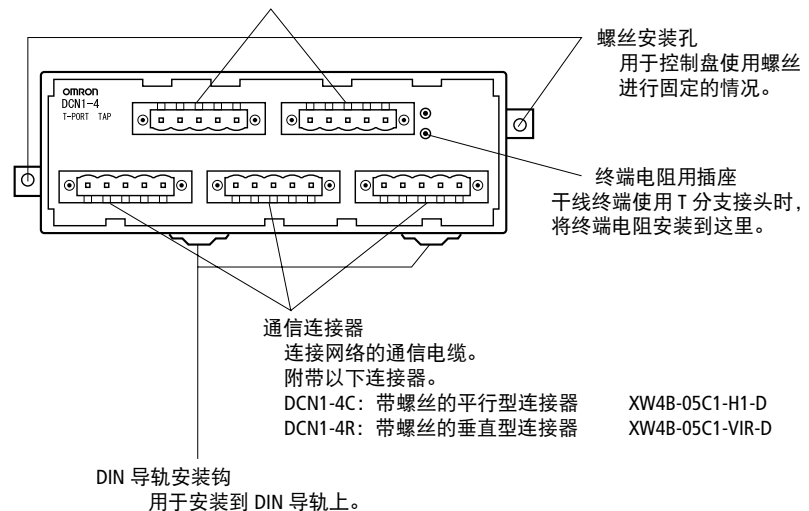 螺丝安装孔
用于控制盘使用螺丝
进行固定的情况。
OMRON
DCN1-4
T-PORT TAP
终端电阻用插座
干线终端使用 T 分支接头时，
将终端电阻安装到这里。
通信连接器
连接网络的通信电缆。
附带以下连接器。
DCN1-4C：带螺丝的平行型连接器 XW4B-05C1-H1-D
DCN1-4R：带螺丝的垂直型连接器 XW4B-05C1-VIR-D
DIN 导轨安装钩
用于安装到 DIN 导轨上。